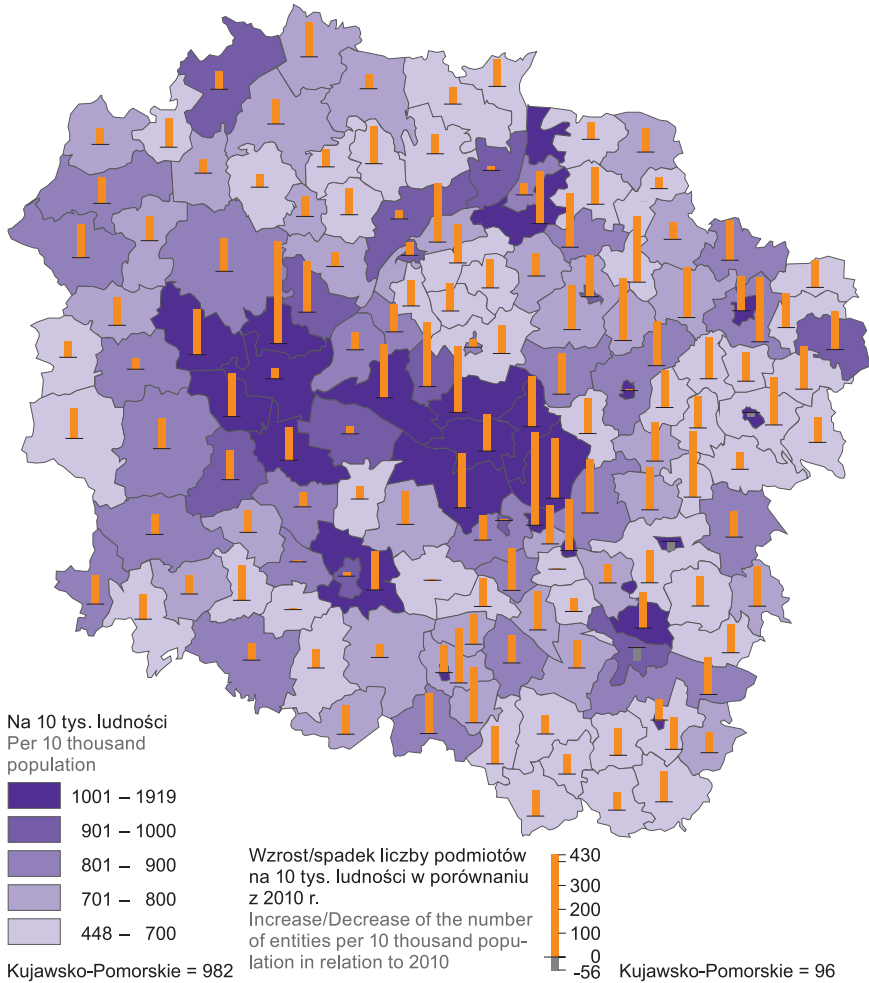 Na 10 tys. ludności
Per 10 thousand
population
1001 – 1919
901 – 1000
801 – 900
701 – 800
448 – 700
Kujawsko-Pomorskie = 982
Wzrost/spadek liczby podmiotów
na 10 tys. ludności w porównaniu
z 2010 r.
Increase/Decrease of the number
of entities per 10 thousand popu-
lation in relation to 2010
430
300
200
100
0
-56
Kujawsko-Pomorskie = 96